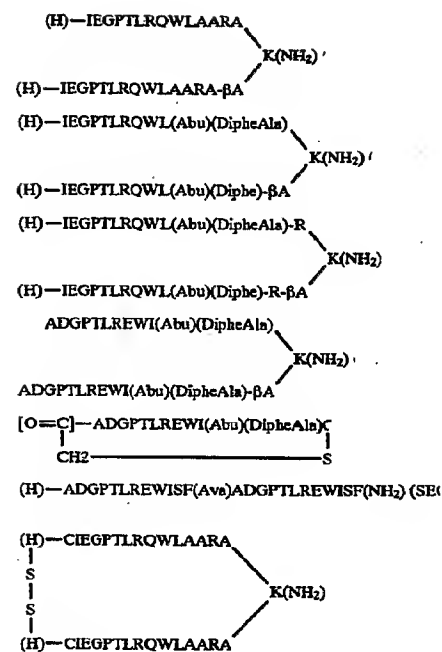 (H)—IEGPTLRQWLAARA
K(NH₂),
(H)—IEGPTLRQWLAARA-βA
(H)—IEGPTLRQWL(Abu)(DipheAla)
K(NH₂)
(H)—IEGPTLRQWL(Abu)(Diphe)-βA
(H)—IEGPTLRQWL(Abu)(DipheAla)-R
K(NH₂)
(H)—IEGPTLRQWL(Abu)(Diphe)-R-βA
ADGPTLREWI(Abu)(DipheAla)
K(NH₂),
ADGPTLREWI(Abu)(DipheAla)-βA
[O=C]—ADGPTLREWI(Abu)(DipheAla)C
CH2 S
(H)—ADGPTLREWISF(Ava)ADGPTLREWISF(NH₂) (SE
(H)—CIEGPTLRQWLAARA
S
K(NH₂)
S
(H)—CIEGPTLRQWLAARA